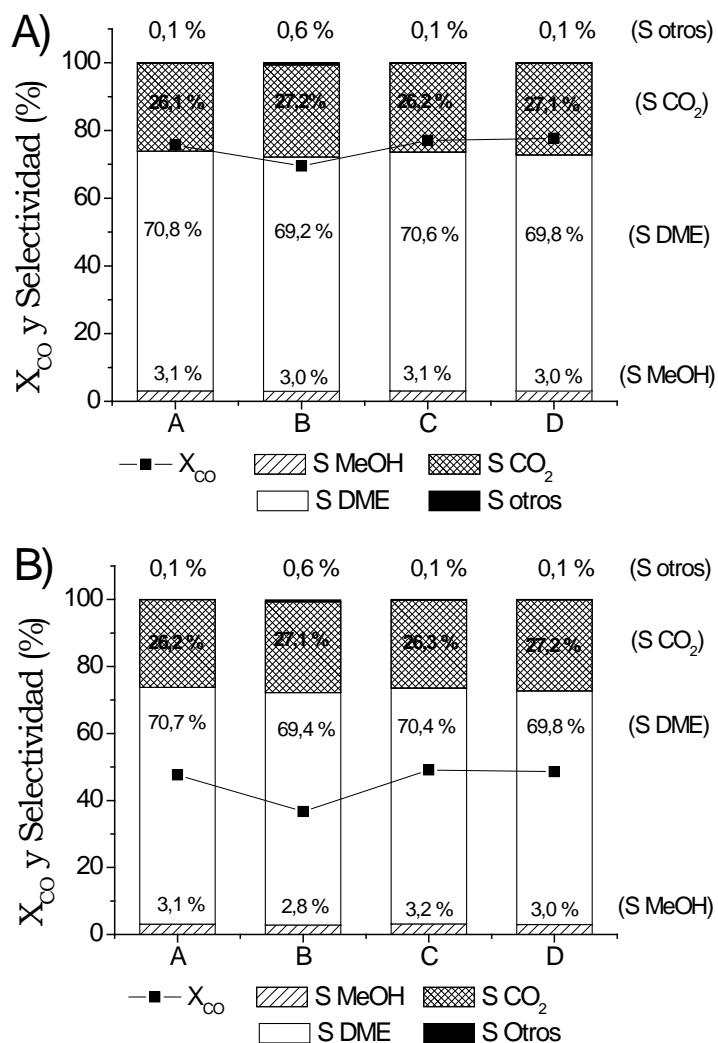 A)
0,1 % 0,6 % 0,1 % 0,1 % (S otros)
100
26,1 % 27,2% 26,2 % 27,1 % (S CO2)
80
70,8 % 69,2 % 70,6 % 69,8 % (S DME)
60
40
20
3,1 % 3,0 % 3,1 % 3,0 % (S MeOH)
0
A B C D
XCO y Selectividad (%)
XCO S MeOH S CO2
S DME S otros
B)
0,1 % 0,6 % 0,1 % 0,1 % (S otros)
100
26,2 % 27,1 % 26,3 % 27,2 % (S CO2)
80
70,7 % 69,4 % 70,4 % 69,8 % (S DME)
60
40
20
3,1 % 2,8 % 3,2 % 3,0 % (S MeOH)
0
A B C D
XCO y Selectividad (%)
XCO S MeOH S CO2
S DME S Otros